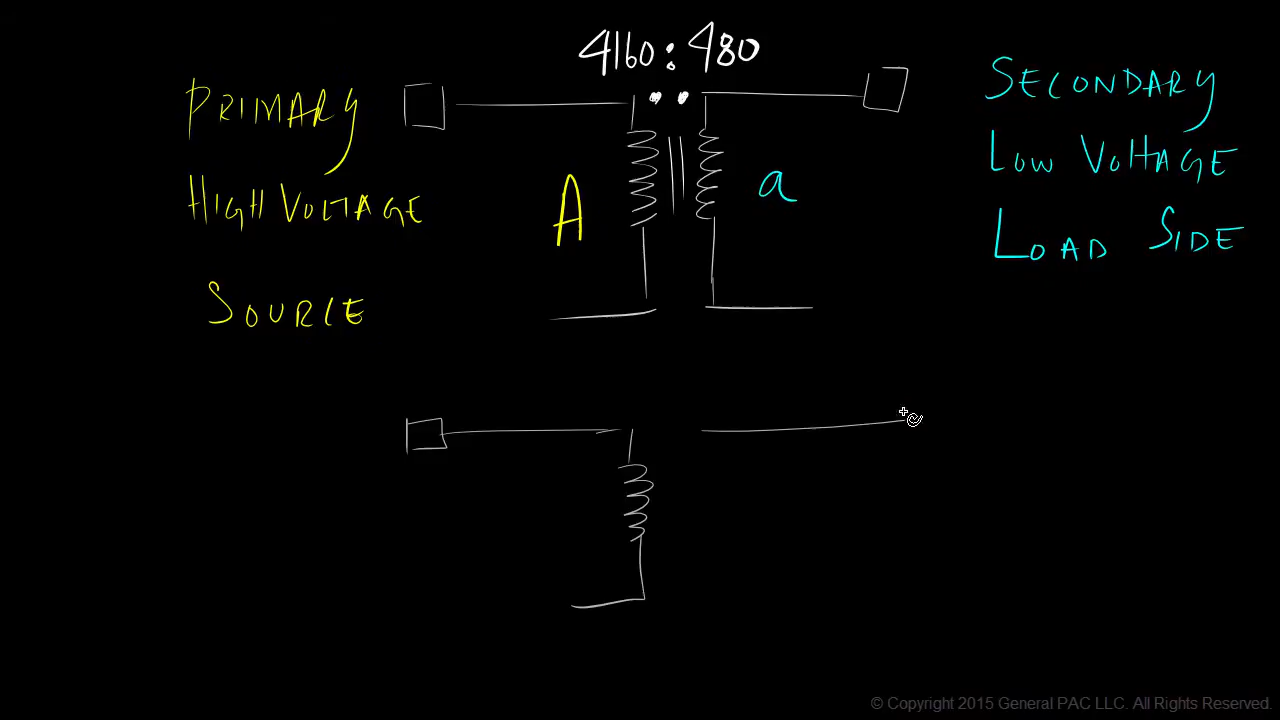 4160:480
PRIMARY
HIGH VOLTAGE
SOURCE
A
a
SECONDARY
LOW VOLTAGE
LOAD SIDE
© Copyright 2015 General PAC LLC. All Rights Reserved.